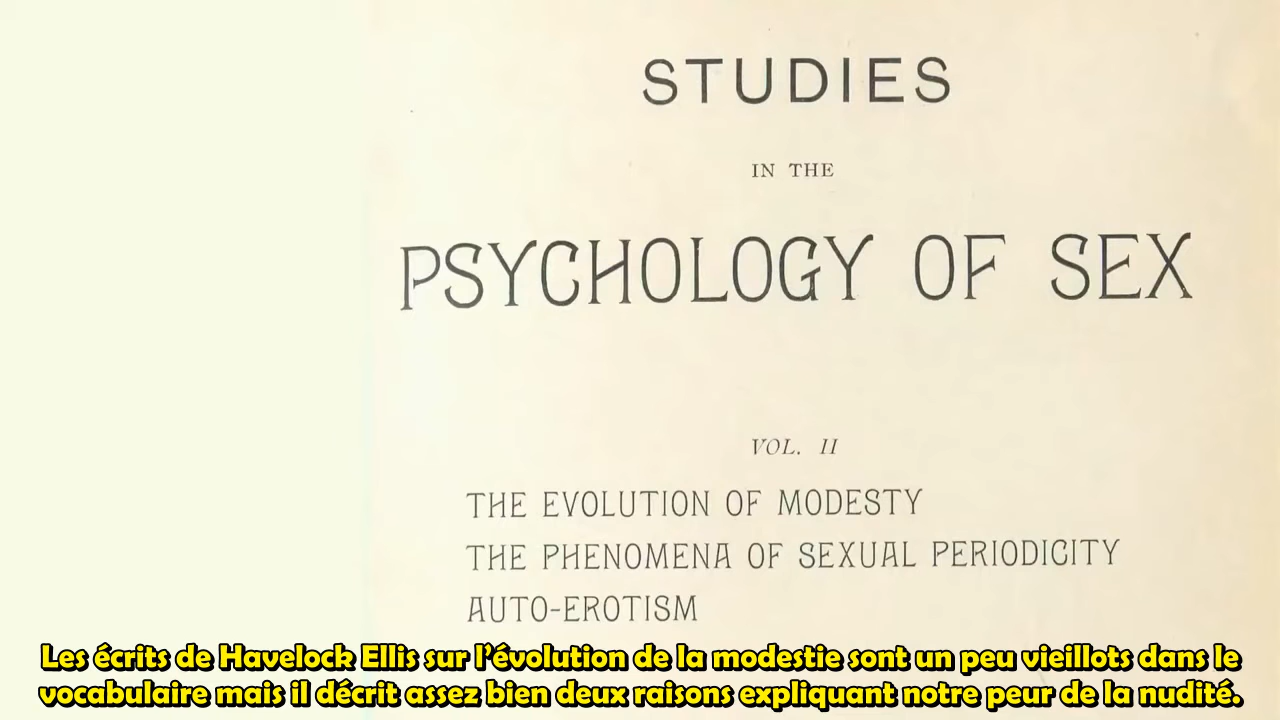 STUDIES
IN THE
PSYCHOLOGY OF SEX
VOL. II
THE EVOLUTION OF MODESTY
THE PHENOMENA OF SEXUAL PERIODICITY
AUTO-EROTISM
Les écrits de Havelock Ellis sur l’évolution de la modestie sont un peu vieillots dans le
vocabulaire mais il décrit assez bien deux raisons expliquant notre peur de la nudité.